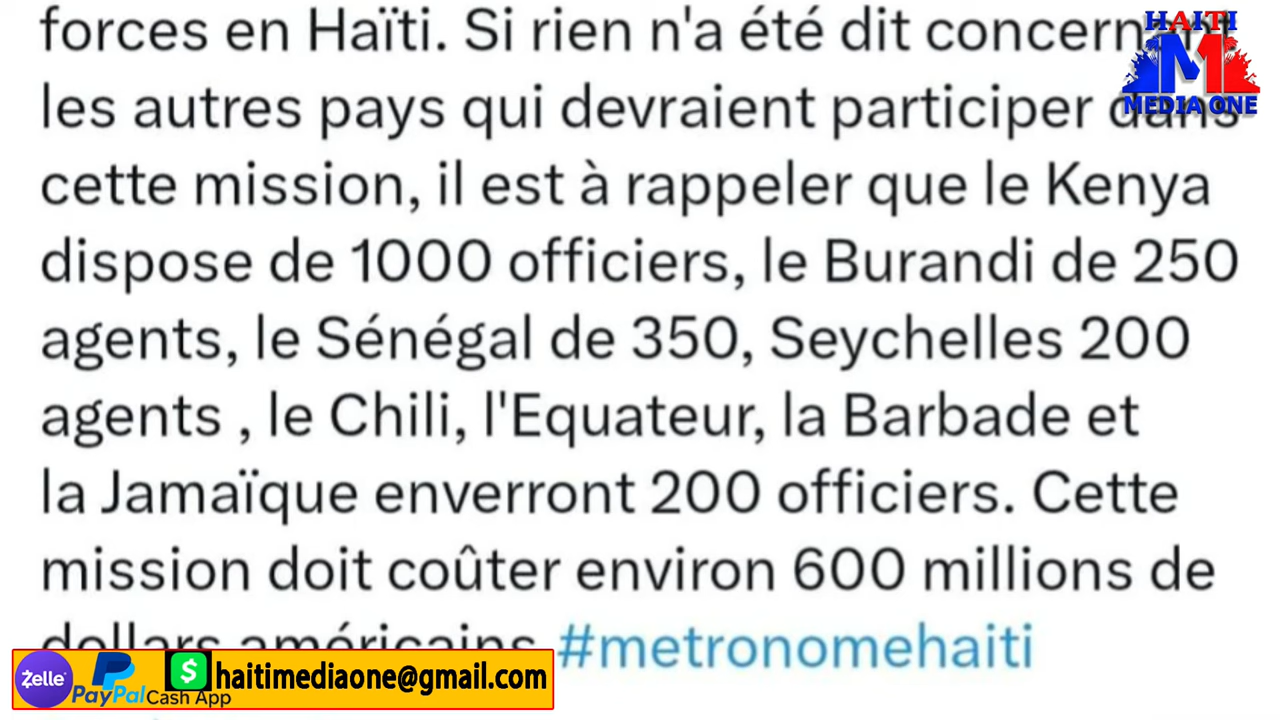 forces en Haïti. Si rien n'a été dit concernant
les autres pays qui devraient participer dans
cette mission, il est à rappeler que le Kenya
dispose de 1000 officiers, le Burandi de 250
agents, le Sénégal de 350, Seychelles 200
agents , le Chili, l'Equateur, la Barbade et
la Jamaïque enverront 200 officiers. Cette
mission doit coûter environ 600 millions de
dollars américains. #metronomehaiti
HAITI
M
MEDIA ONE
Zelle
PayPal
$
Cash App
haitimediaone@gmail.com